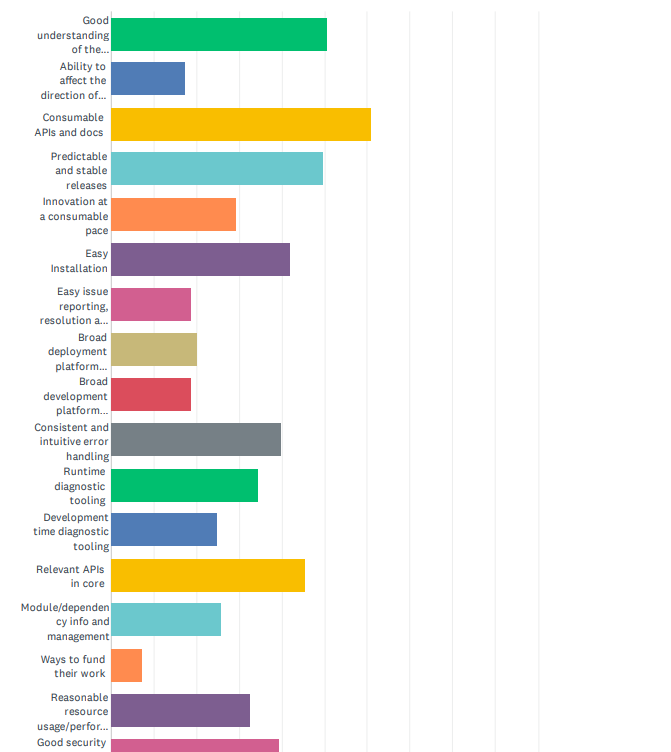 Good
understanding
of the...
Ability to
affect the
direction of...
Consumable
APIs and docs
Predictable
and stable
releases
Innovation at
a consumable
pace
Easy
Installation
Easy issue
reporting,
resolution a...
Broad
deployment
platform...
Broad
development
platform...
Consistent and
intuitive error
handling
Runtime
diagnostic
tooling
Development
time diagnostic
tooling
Relevant APIs
in core
Module/dependen
cy info and
management
Ways to fund
their work
Reasonable
resource
usage/perfor...
Good security